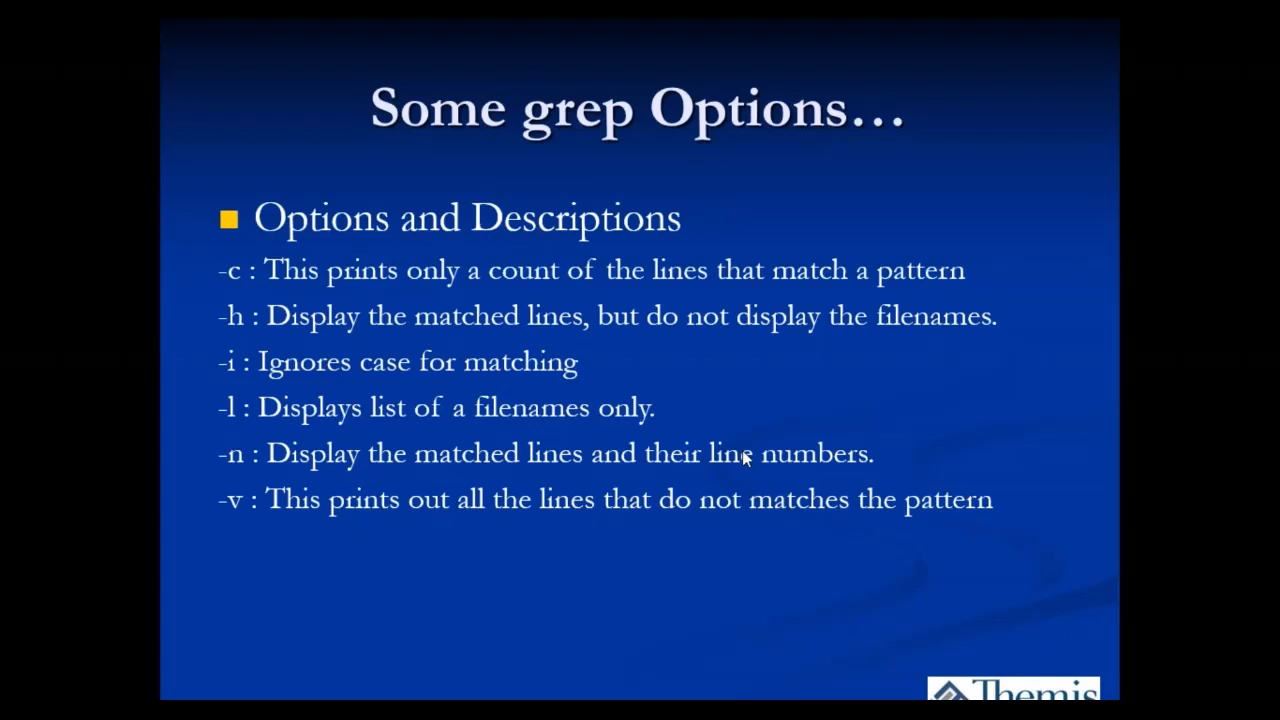 Some grep Options…
Options and Descriptions
-c : This prints only a count of the lines that match a pattern
-h : Display the matched lines, but do not display the filenames.
-i : Ignores case for matching
-l : Displays list of a filenames only.
-n : Display the matched lines and their line numbers.
-v : This prints out all the lines that do not matches the pattern
Themis